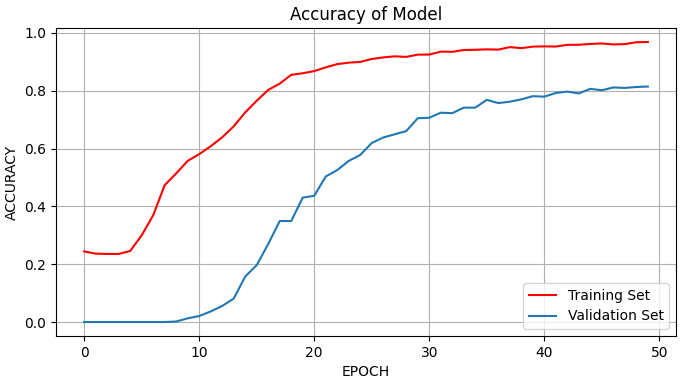 Accuracy of Model
1.0
0.8
0.6
0.4
0.2
0.0
ACCURACY
0 10 20 30 40 50
EPOCH
Training Set
Validation Set